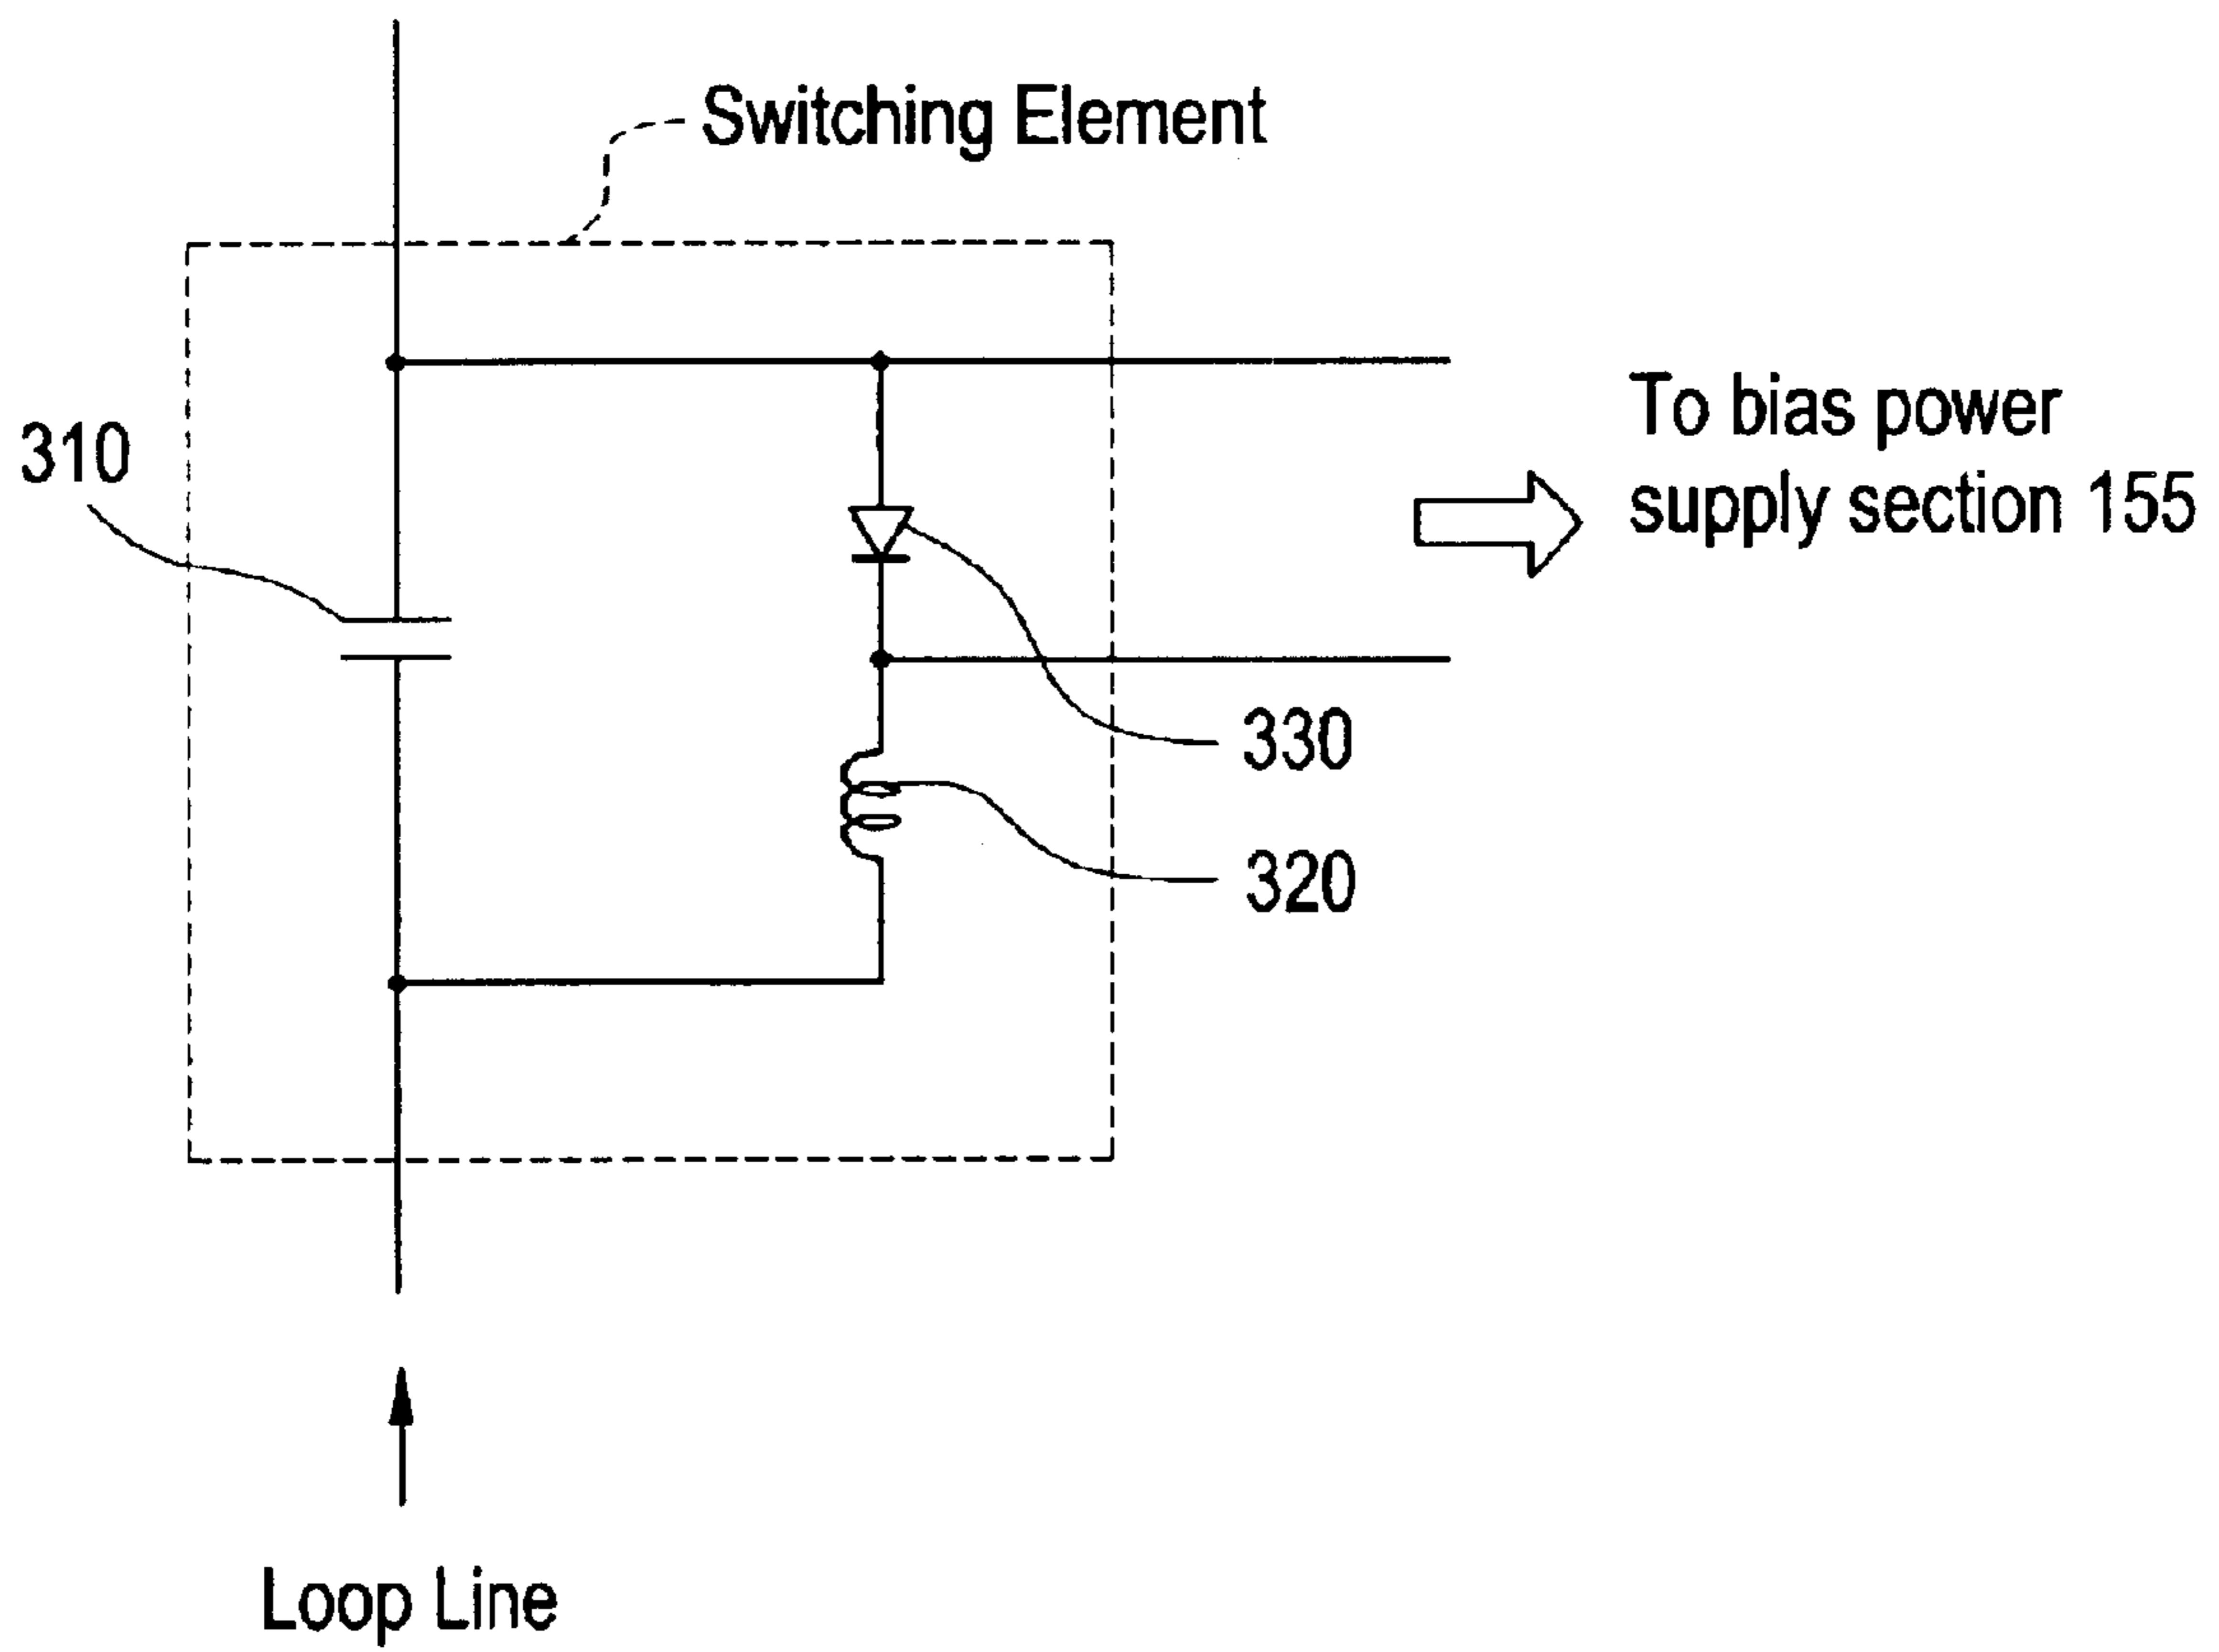 Switching Element
310
To bias power
supply section 155
330
320
Loop Line